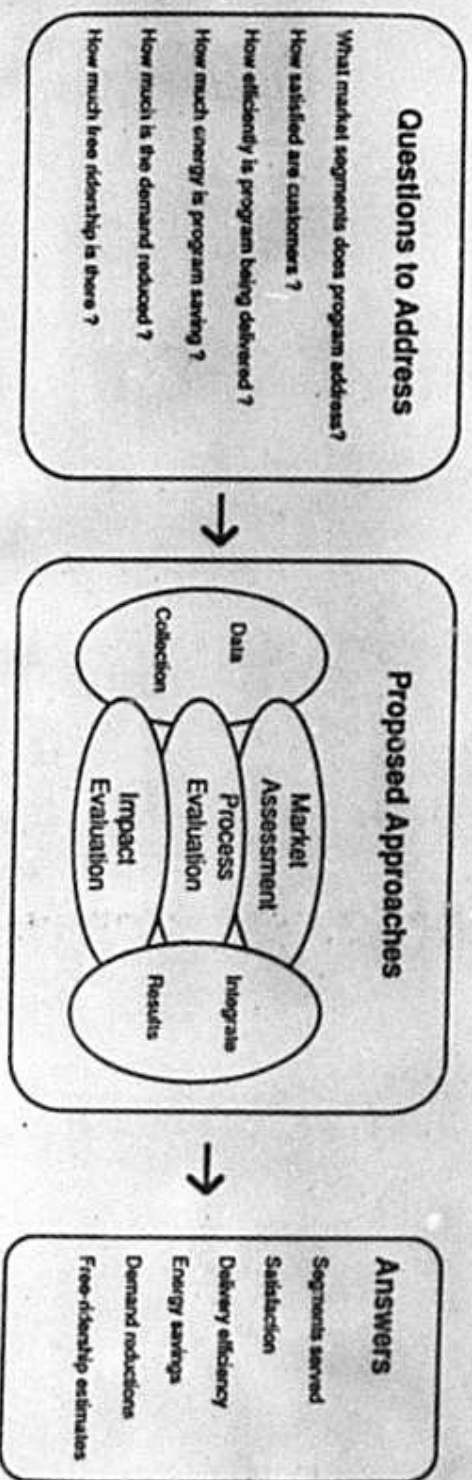 Questions to Address
What market segments does program address?
How satisfied are customers ?
How efficiently is program being delivered ?
How much energy is program saving ?
How much is the demand reduced ?
How much free ridership is there ?
Proposed Approaches
Data
Collection
Market
Assessment
Process
Evaluation
Impact
Evaluation
Integrate
Results
Answers
Segments served
Satisfaction
Delivery efficiency
Energy savings
Demand reductions
Free-ridership estimates